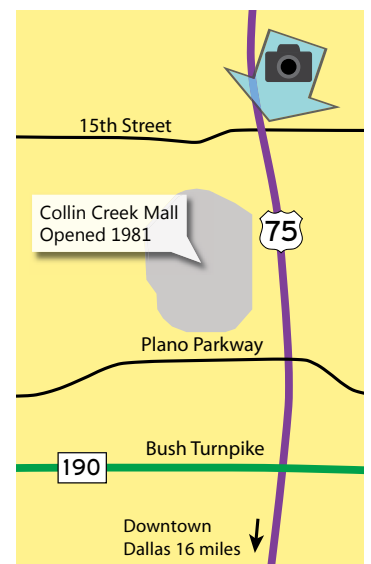 15th Street
Collin Creek Mall
Opened 1981
75
Plano Parkway
Bush Turnpike
190
Downtown
Dallas 16 miles